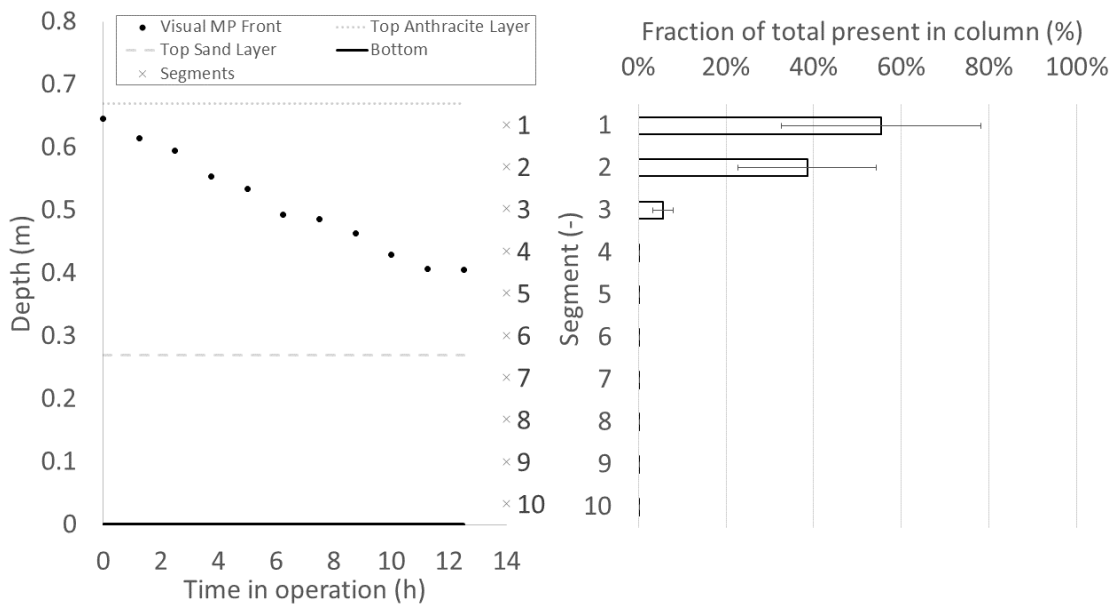 Visual MP Front
Top Anthracite Layer
Top Sand Layer
Bottom
Segments
Depth (m)
0.8
0.7
0.6
0.5
0.4
0.3
0.2
0.1
0
0 2 4 6 8 10 12 14
Time in operation (h)
1
2
3
4
5
6
7
8
9
10
Fraction of total present in column (%)
0% 20% 40% 60% 80% 100%
Segment (-)
1
2
3
4
5
6
7
8
9
10